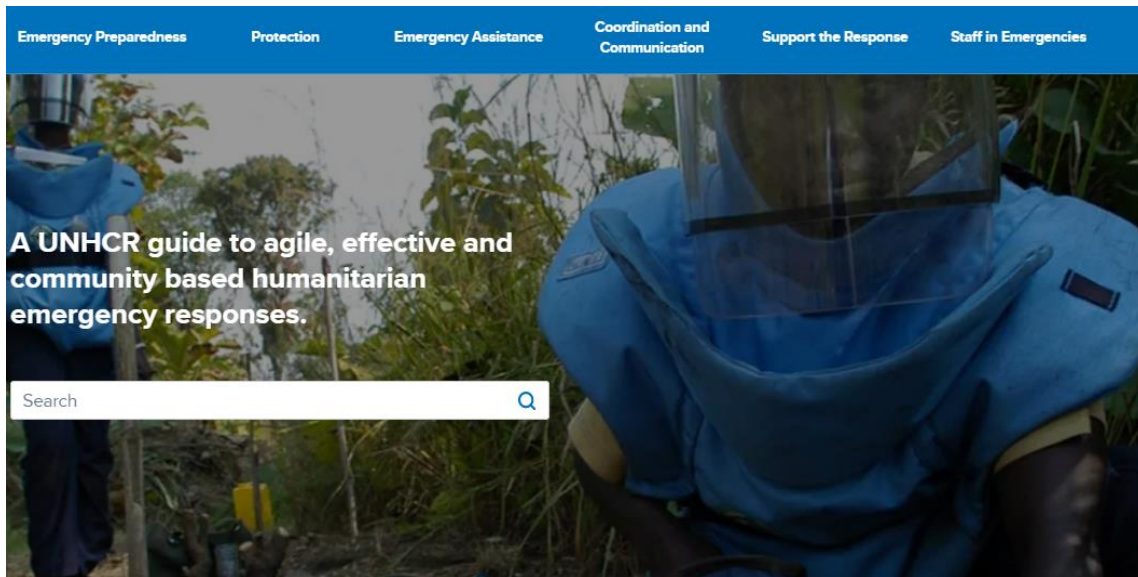 Emergency Preparedness
Protection
Emergency Assistance
Coordination and
Communication
Support the Response
Staff in Emergencies
A UNHCR guide to agile, effective and
community based humanitarian
emergency responses.
Search